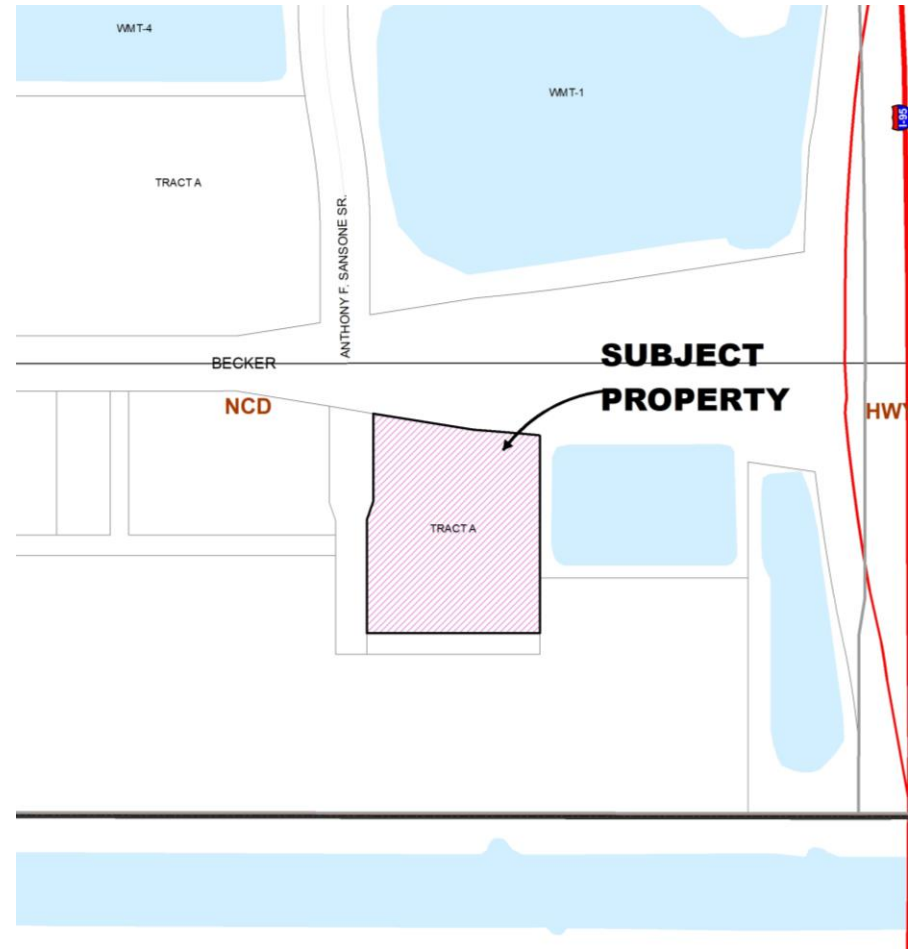 WMT-4
WMT-1
I-95
TRACT A
ANTHONY F. SANSONE SR.
BECKER
SUBJECT
PROPERTY
NCD
HWY
TRACT A